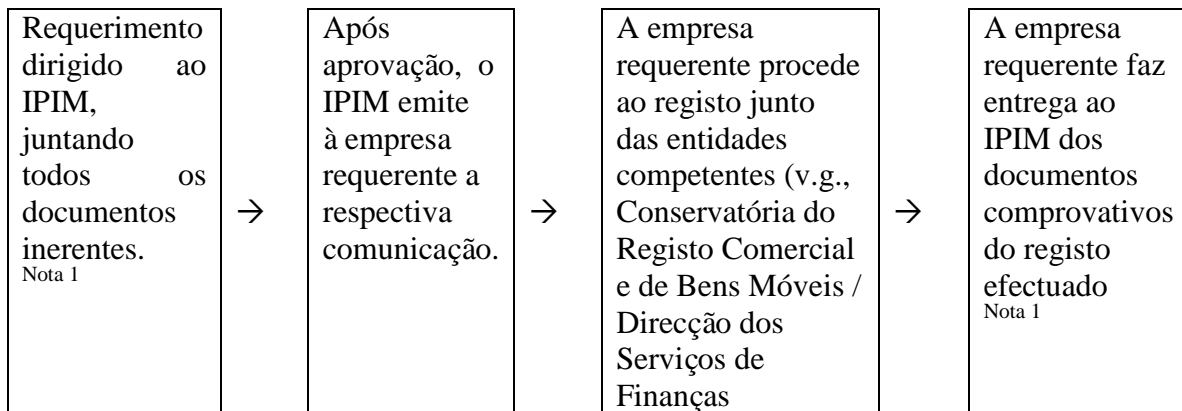 Requerimento
dirigido ao
IPIM,
juntando
todos os
documentos
inerentes.
Nota 1
→
Após
aprovação, o
IPIM emite
à empresa
requerente a
respectiva
comunicação.
→
A empresa
requerente procede
ao registo junto
das entidades
competentes (v.g.,
Conservatória do
Registo Comercial
e de Bens Móveis /
Direcção dos
Serviços de
Finanças
→
A empresa
requerente faz
entrega ao
IPIM dos
documentos
comprovativos
do registo
efectuado
Nota 1